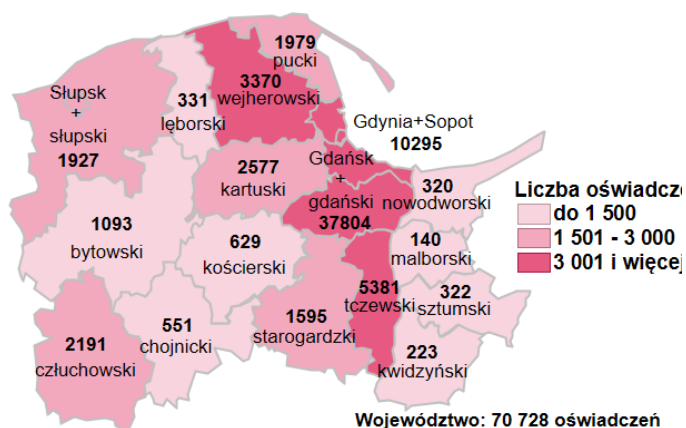 1979
pucki
3370
wejherowski
331
lęborski
Słupsk
+
słupski
1927
Gdynia+Sopot
10295
2577
kartuski
Gdańsk
+
gdański
37804
320
nowodworski
1093
bytowski
629
kościerski
140
malborski
5381
tczewski
322
sztumski
1595
starogardzki
551
chojnicki
2191
człuchowski
223
kwidzyński
Liczba oświadcze
do 1 500
1 501 - 3 000
3 001 i więcej
Województwo: 70 728 oświadczeń